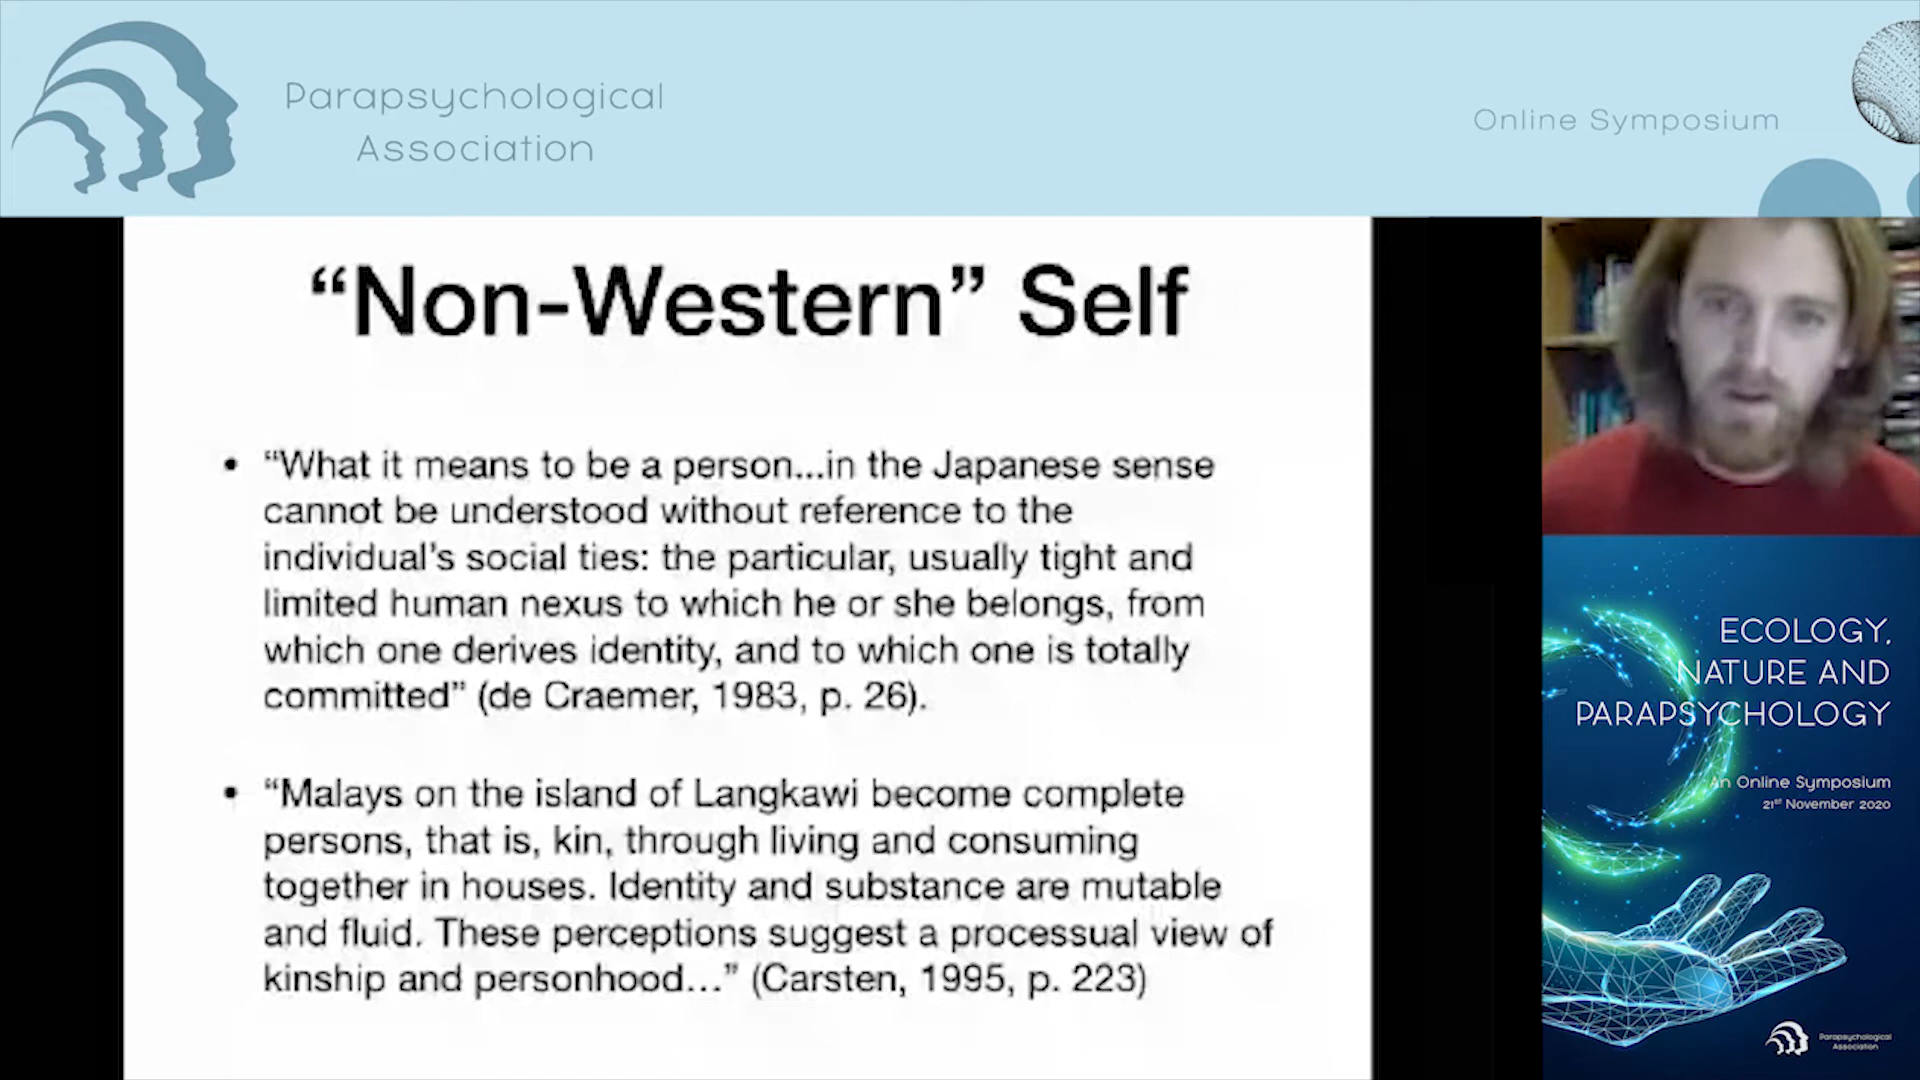 Parapsychological
Association
Online Symposium
“Non-Western” Self
• “What it means to be a person...in the Japanese sense
cannot be understood without reference to the
individual’s social ties: the particular, usually tight and
limited human nexus to which he or she belongs, from
which one derives identity, and to which one is totally
committed” (de Craemer, 1983, p. 26).
• “Malays on the island of Langkawi become complete
persons, that is, kin, through living and consuming
together in houses. Identity and substance are mutable
and fluid. These perceptions suggest a processual view of
kinship and personhood...” (Carsten, 1995, p. 223)
ECOLOGY,
NATURE AND
PARAPSYCHOLOGY
An Online Symposium
21st November 2020
Parapsychological
Association